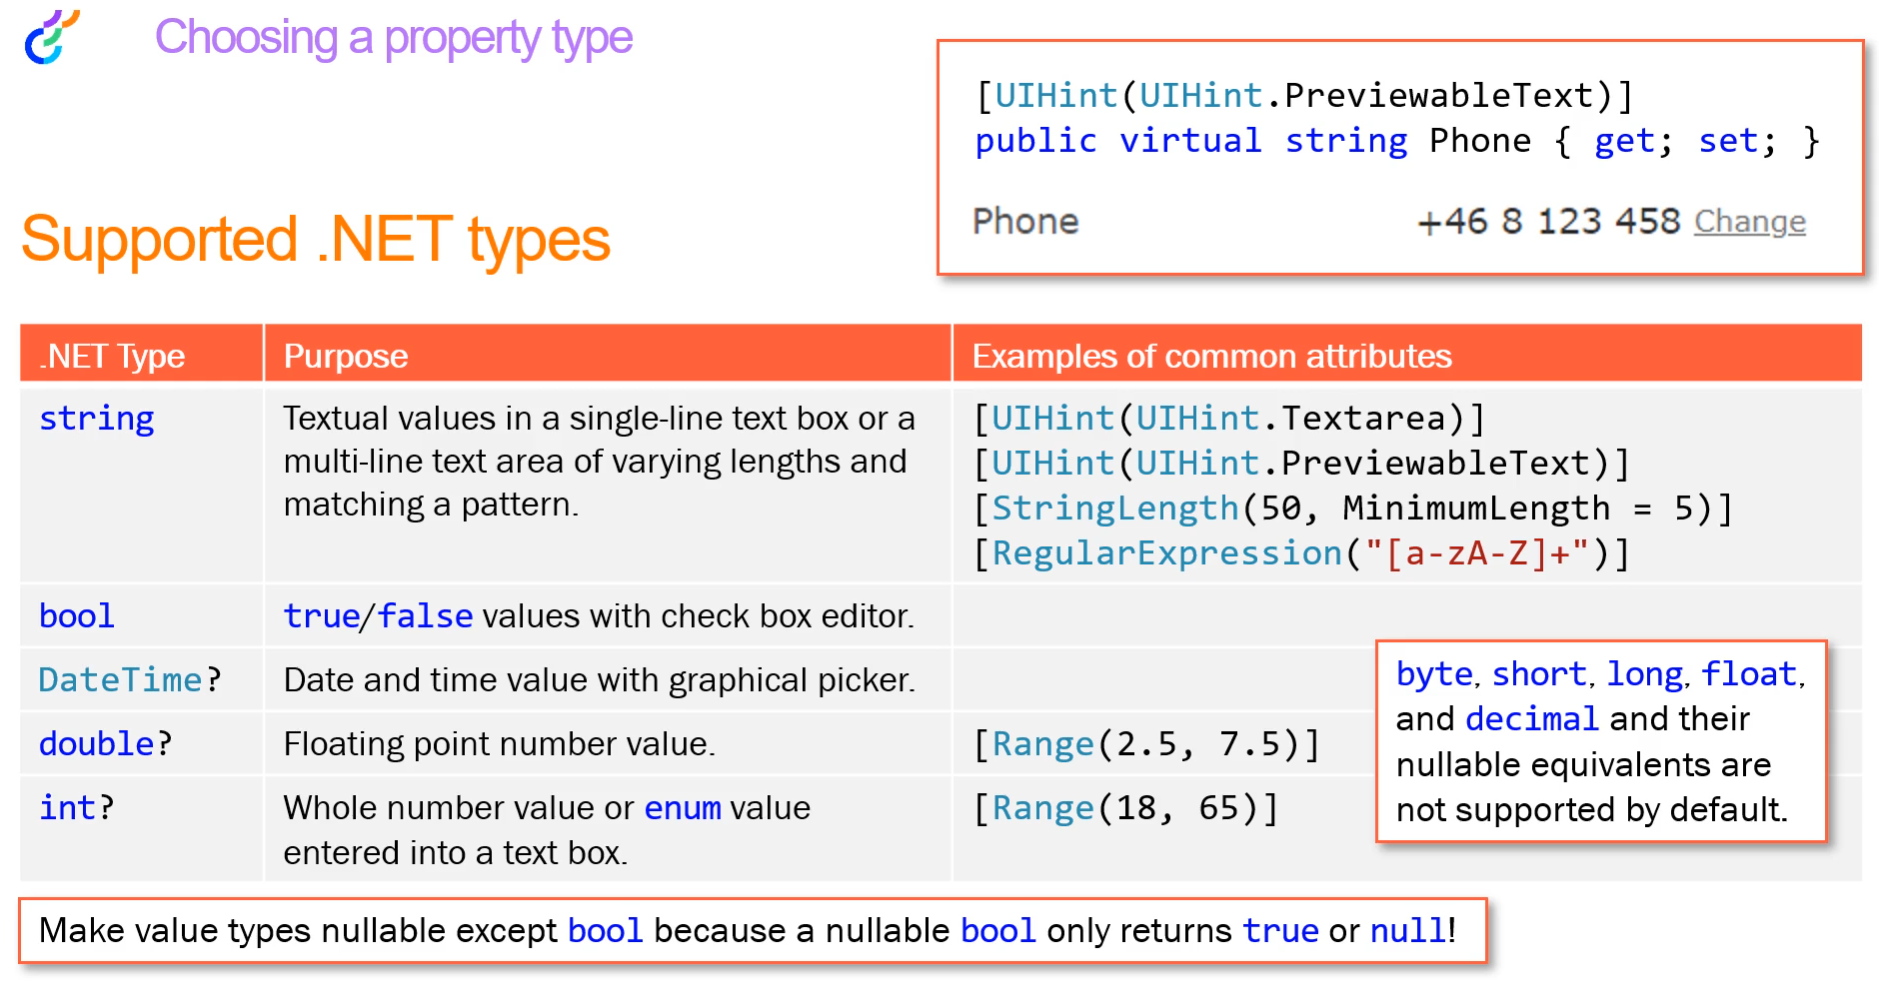 Choosing a property type
[UIHint(UIHint.PreviewableText)]
public virtual string Phone { get; set; }
Phone +46 8 123 458 Change
Supported .NET types
.NET Type Purpose Examples of common attributes
string
Textual values in a single-line text box or a
multi-line text area of varying lengths and
matching a pattern.
[UIHint(UIHint.Textarea)]
[UIHint(UIHint.PreviewableText)]
[StringLength(50, MinimumLength = 5)]
[RegularExpression("[a-zA-Z]+")]
bool
true/false values with check box editor.
DateTime?
Date and time value with graphical picker.
double?
Floating point number value.
[Range(2.5, 7.5)]
int?
Whole number value or enum value
entered into a text box.
[Range(18, 65)]
byte, short, long, float,
and decimal and their
nullable equivalents are
not supported by default.
Make value types nullable except bool because a nullable bool only returns true or null!